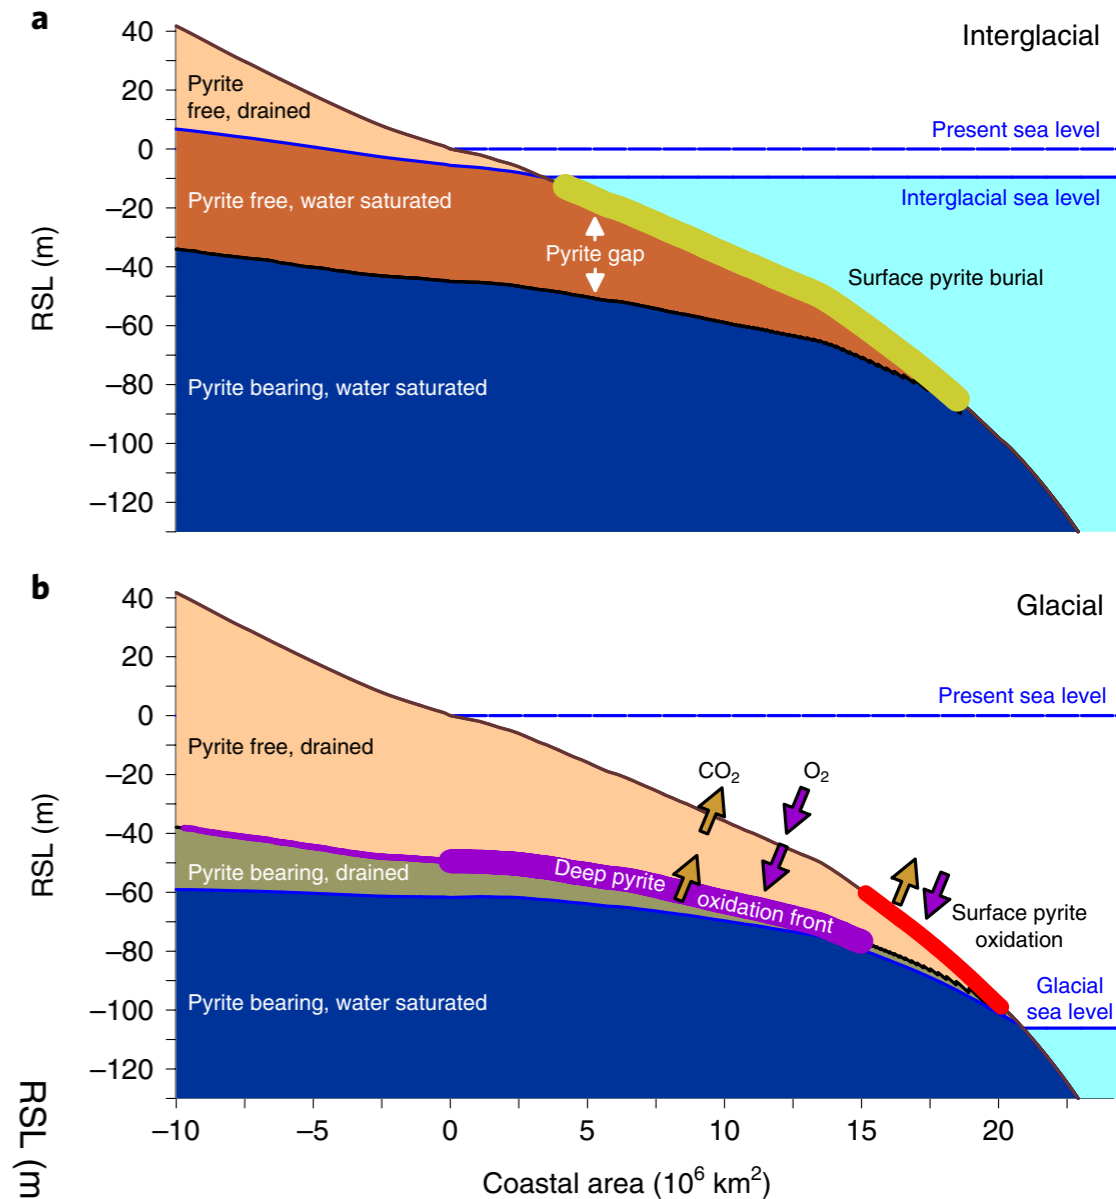 a
Interglacial
40
20
0
−20
−40
−60
−80
−100
−120
RSL (m)
Pyrite
free, drained
Present sea level
Interglacial sea level
Pyrite free, water saturated
Pyrite gap
Surface pyrite burial
Pyrite bearing, water saturated
b
Glacial
40
20
0
−20
−40
−60
−80
−100
−120
RSL (m)
Present sea level
Pyrite free, drained
CO2
O2
Pyrite bearing, drained
Deep pyrite
oxidation front
Surface pyrite
oxidation
Glacial
sea level
Pyrite bearing, water saturated
RSL (m
−10
−5
0
5
10
15
20
Coastal area (10⁶ km²)